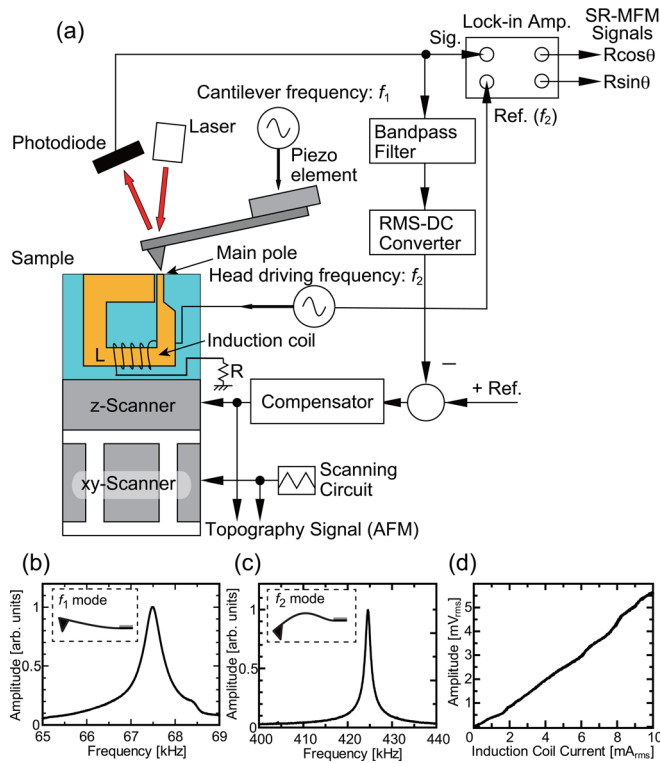 (a)
Lock-in Amp.
SR-MFM
Signals
Sig.
Rcosθ
Rsinθ
Ref. (f2)
Cantilever frequency: f1
Laser
Photodiode
Piezo
element
Bandpass
Filter
RMS-DC
Converter
Sample
Main pole
Head driving frequency: f2
Induction coil
L
R
−
+ Ref.
z-Scanner
Compensator
xy-Scanner
Scanning
Circuit
Topography Signal (AFM)
(b)
f1 mode
Amplitude [arb. units]
1
0.5
0
65 66 67 68 69
Frequency [kHz]
(c)
f2 mode
Amplitude [arb. units]
1
0.5
0
400 410 420 430 440
Frequency [kHz]
(d)
Amplitude [mVrms]
5
4
3
2
1
0
0 2 4 6 8 10
Induction Coil Current [mArms]